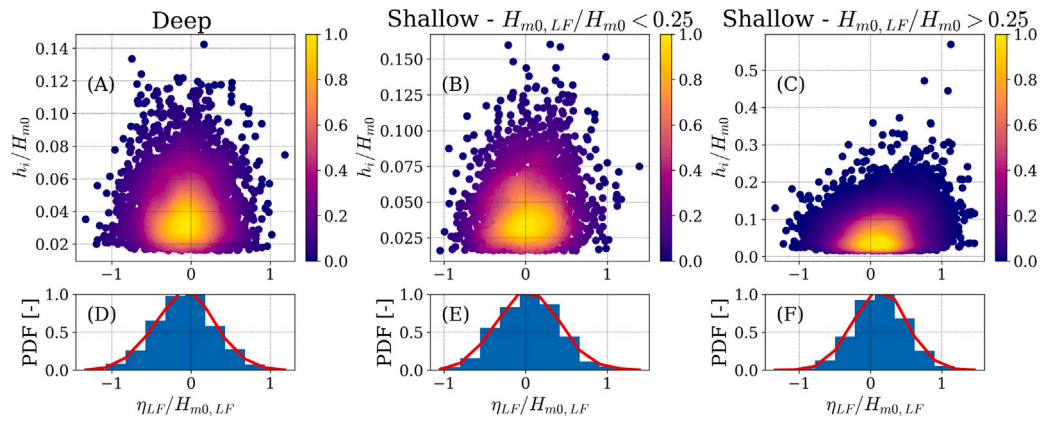 Deep
Shallow - H_{m0,LF}/H_{m0} < 0.25
Shallow - H_{m0,LF}/H_{m0} > 0.25
(A)
h_i/H_{m0}
0.14
0.12
0.10
0.08
0.06
0.04
0.02
−1 0 1
1.0
0.8
0.6
0.4
0.2
0.0
(B)
h_i/H_{m0}
0.150
0.125
0.100
0.075
0.050
0.025
−1 0 1
1.0
0.8
0.6
0.4
0.2
0.0
(C)
h_i/H_{m0}
0.5
0.4
0.3
0.2
0.1
0.0
−1 0 1
1.0
0.8
0.6
0.4
0.2
0.0
(D)
PDF [-]
1.0
0.5
0.0
−1 0 1
η_{LF}/H_{m0,LF}
(E)
PDF [-]
1.0
0.5
0.0
−1 0 1
η_{LF}/H_{m0,LF}
(F)
PDF [-]
1.0
0.5
0.0
−1 0 1
η_{LF}/H_{m0,LF}